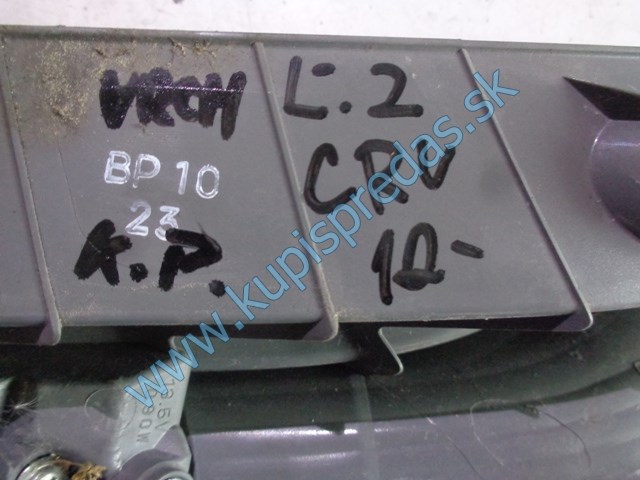 VRCH
L:2
BP 10
23
CRV
K.P.
10-
www.kupispredas.sk